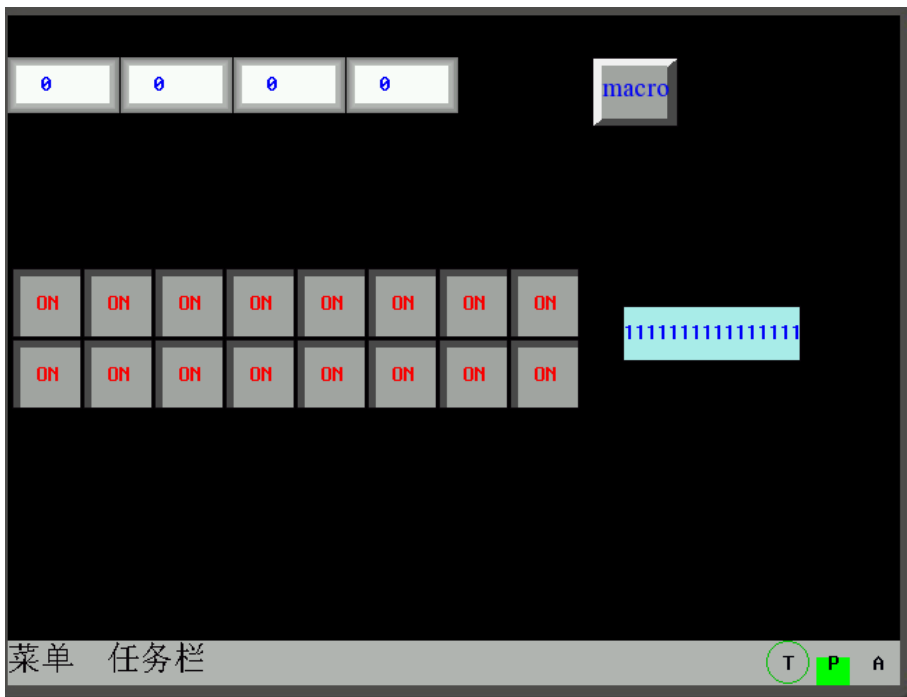 0 0 0 0 macro
ON ON ON ON ON ON ON ON
1111111111111111
ON ON ON ON ON ON ON ON
菜单 任务栏 T P A